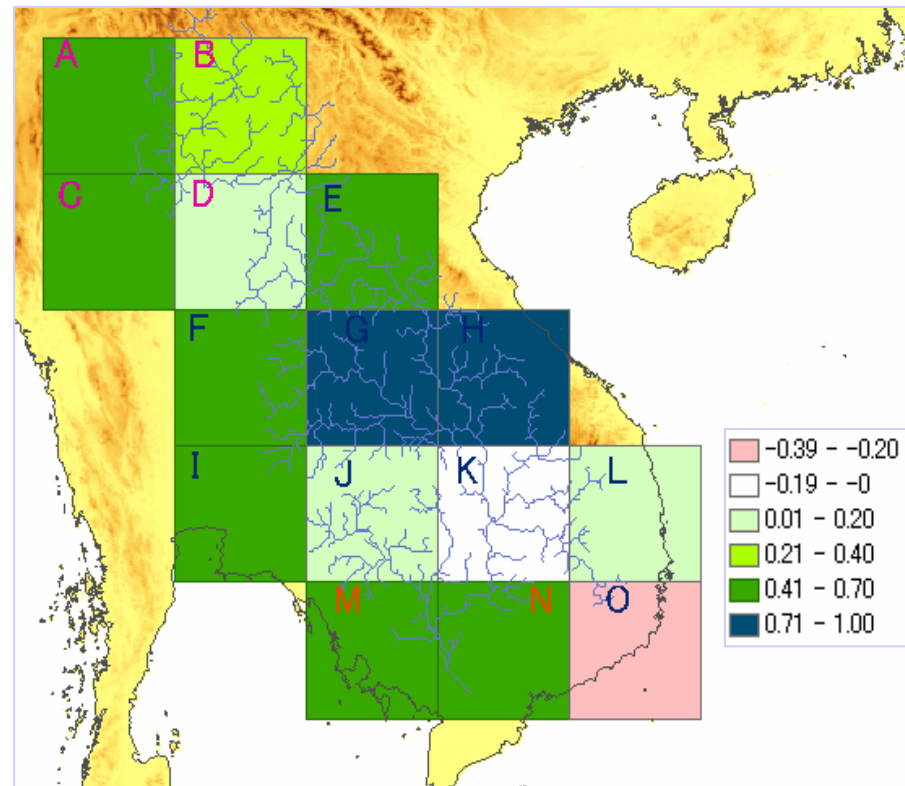 A B
C D E
F G H
I J K L
M N O
-0.39 - -0.20
-0.19 - -0
0.01 - 0.20
0.21 - 0.40
0.41 - 0.70
0.71 - 1.00